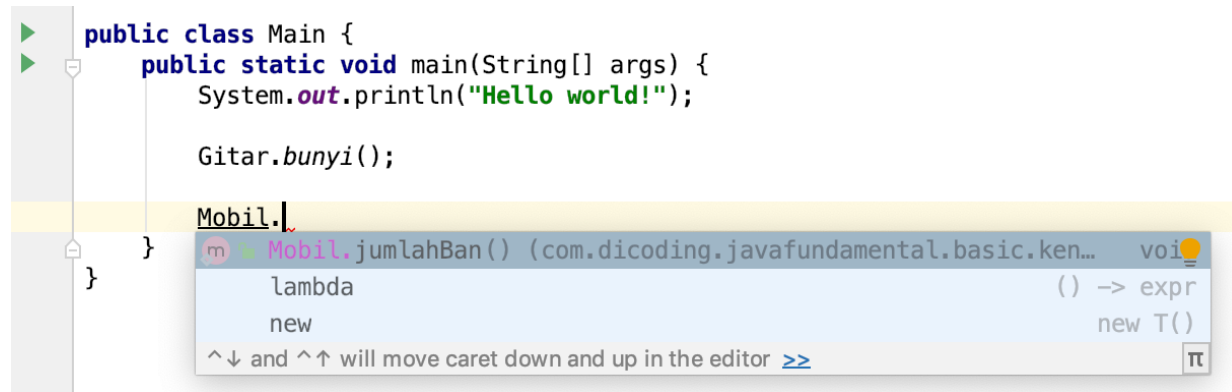 public class Main {
public static void main(String[] args) {
System.out.println("Hello world!");
Gitar.bunyi();
Mobil.
}
m Mobil.jumlahBan() (com.dicoding.javafundamental.basic.ken… voi
}
lambda () -> expr
new new T()
^↓ and ^↑ will move caret down and up in the editor >> π